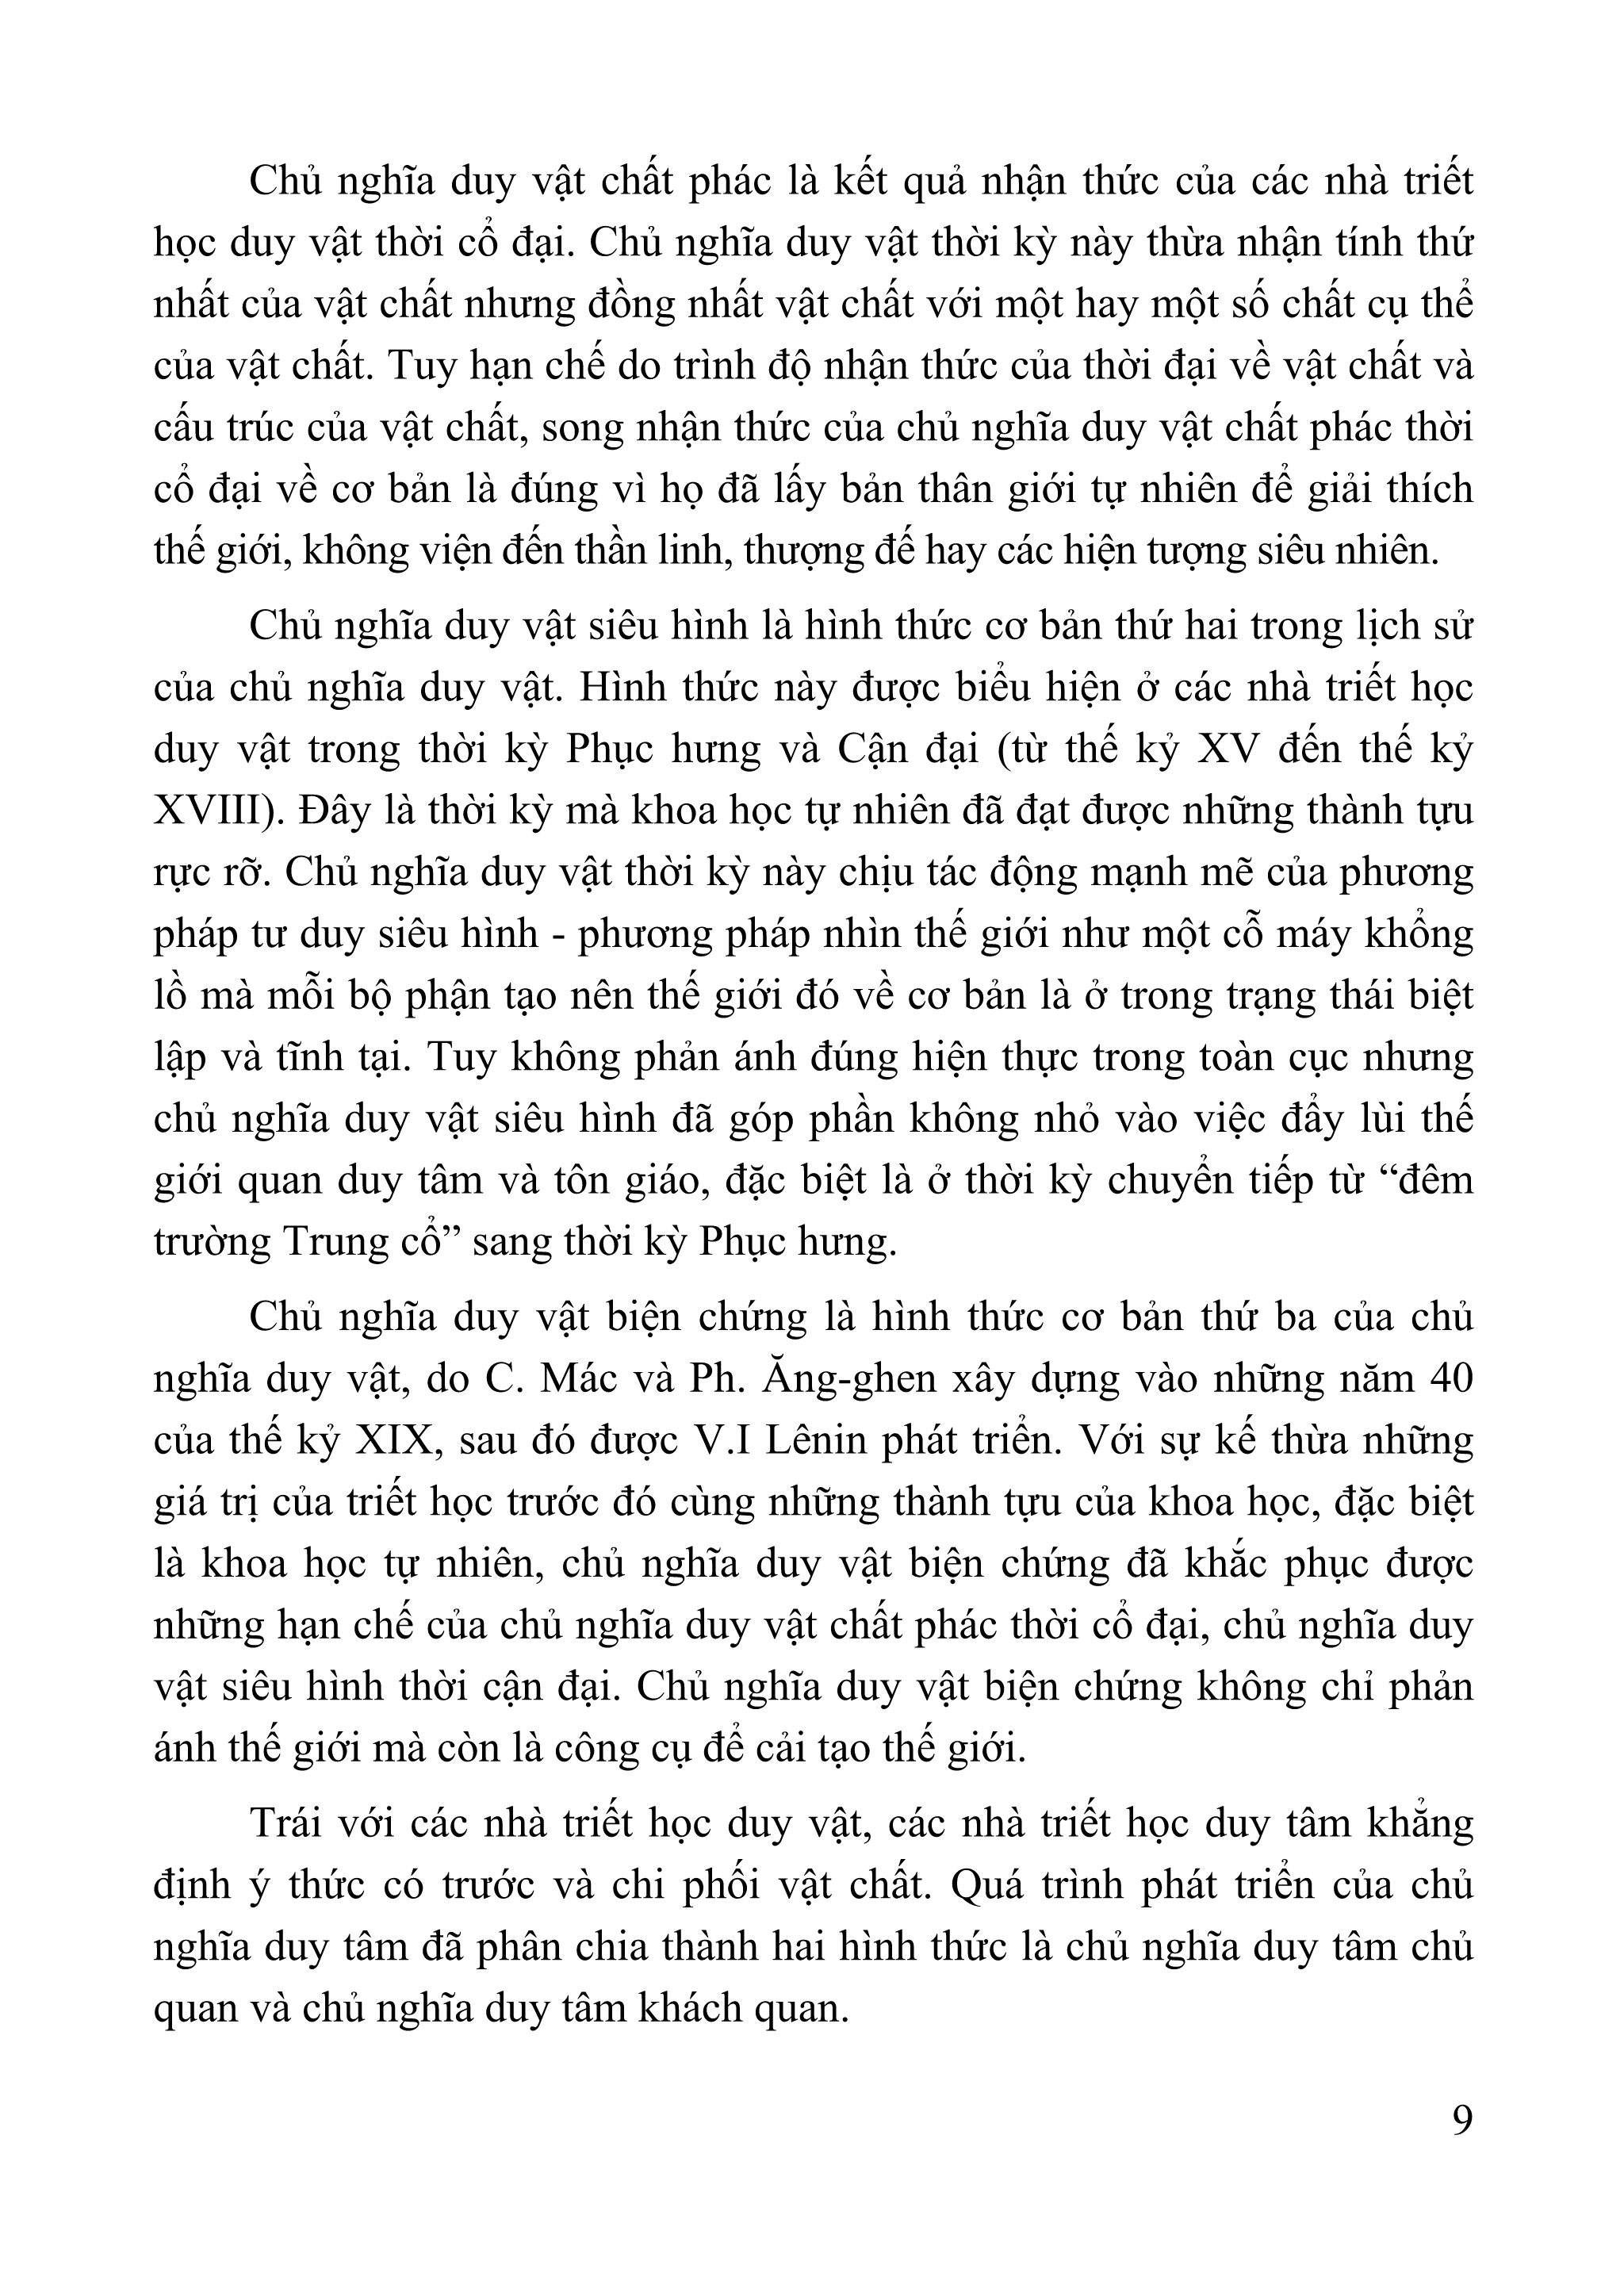 Chủ nghĩa duy vật chất phác là kết quả nhận thức của các nhà triết
học duy vật thời cổ đại. Chủ nghĩa duy vật thời kỳ này thừa nhận tính thứ
nhất của vật chất nhưng đồng nhất vật chất với một hay một số chất cụ thể
của vật chất. Tuy hạn chế do trình độ nhận thức của thời đại về vật chất và
cấu trúc của vật chất, song nhận thức của chủ nghĩa duy vật chất phác thời
cổ đại về cơ bản là đúng vì họ đã lấy bản thân giới tự nhiên để giải thích
thế giới, không viện đến thần linh, thượng đế hay các hiện tượng siêu nhiên.
Chủ nghĩa duy vật siêu hình là hình thức cơ bản thứ hai trong lịch sử
của chủ nghĩa duy vật. Hình thức này được biểu hiện ở các nhà triết học
duy vật trong thời kỳ Phục hưng và Cận đại (từ thế kỷ XV đến thế kỷ
XVIII). Đây là thời kỳ mà khoa học tự nhiên đã đạt được những thành tựu
rực rỡ. Chủ nghĩa duy vật thời kỳ này chịu tác động mạnh mẽ của phương
pháp tư duy siêu hình - phương pháp nhìn thế giới như một cỗ máy khổng
lồ mà mỗi bộ phận tạo nên thế giới đó về cơ bản là ở trong trạng thái biệt
lập và tĩnh tại. Tuy không phản ánh đúng hiện thực trong toàn cục nhưng
chủ nghĩa duy vật siêu hình đã góp phần không nhỏ vào việc đẩy lùi thế
giới quan duy tâm và tôn giáo, đặc biệt là ở thời kỳ chuyển tiếp từ “đêm
trường Trung cổ” sang thời kỳ Phục hưng.
Chủ nghĩa duy vật biện chứng là hình thức cơ bản thứ ba của chủ
nghĩa duy vật, do C. Mác và Ph. Ăng-ghen xây dựng vào những năm 40
của thế kỷ XIX, sau đó được V.I Lênin phát triển. Với sự kế thừa những
giá trị của triết học trước đó cùng những thành tựu của khoa học, đặc biệt
là khoa học tự nhiên, chủ nghĩa duy vật biện chứng đã khắc phục được
những hạn chế của chủ nghĩa duy vật chất phác thời cổ đại, chủ nghĩa duy
vật siêu hình thời cận đại. Chủ nghĩa duy vật biện chứng không chỉ phản
ánh thế giới mà còn là công cụ để cải tạo thế giới.
Trái với các nhà triết học duy vật, các nhà triết học duy tâm khẳng
định ý thức có trước và chi phối vật chất. Quá trình phát triển của chủ
nghĩa duy tâm đã phân chia thành hai hình thức là chủ nghĩa duy tâm chủ
quan và chủ nghĩa duy tâm khách quan.
9